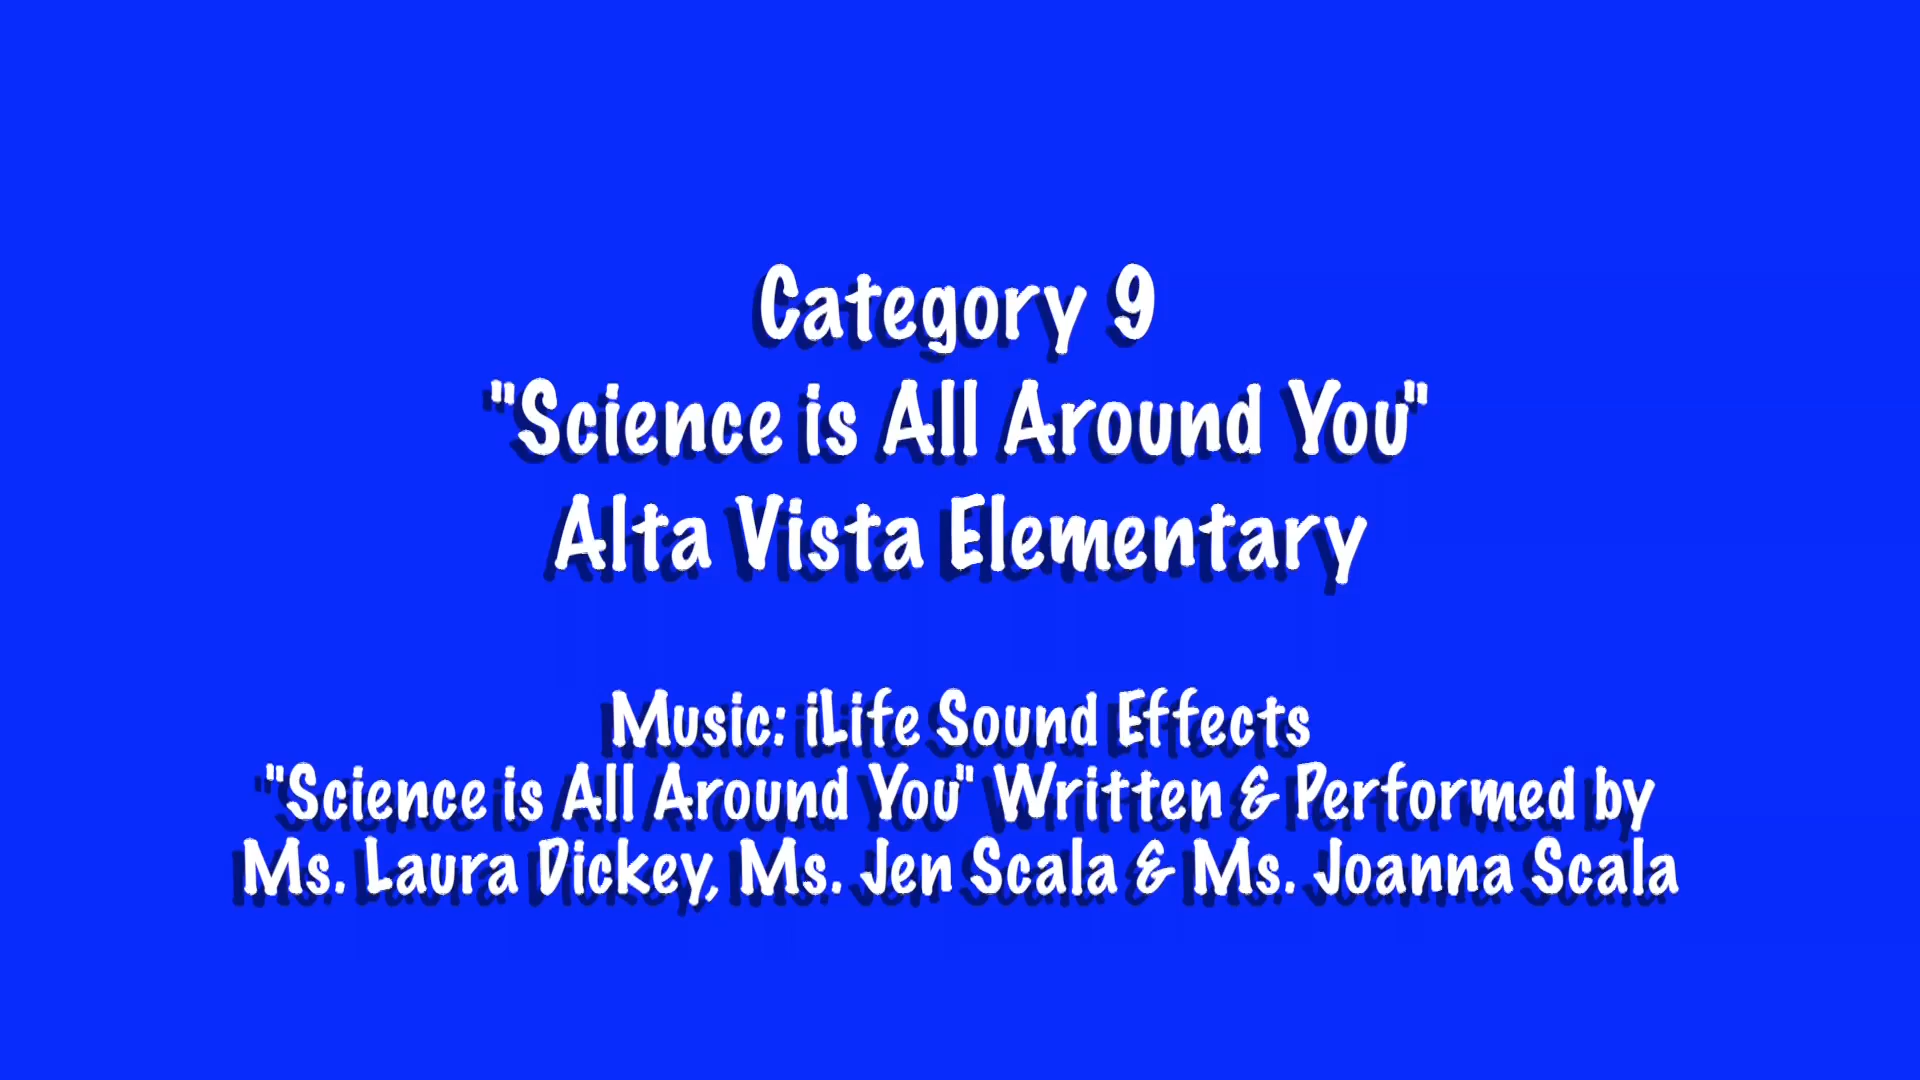 Category 9
"Science is All Around You"
Alta Vista Elementary
Music: iLife Sound Effects
"Science is All Around You" Written & Performed by
Ms. Laura Dickey, Ms. Jen Scala & Ms. Joanna Scala